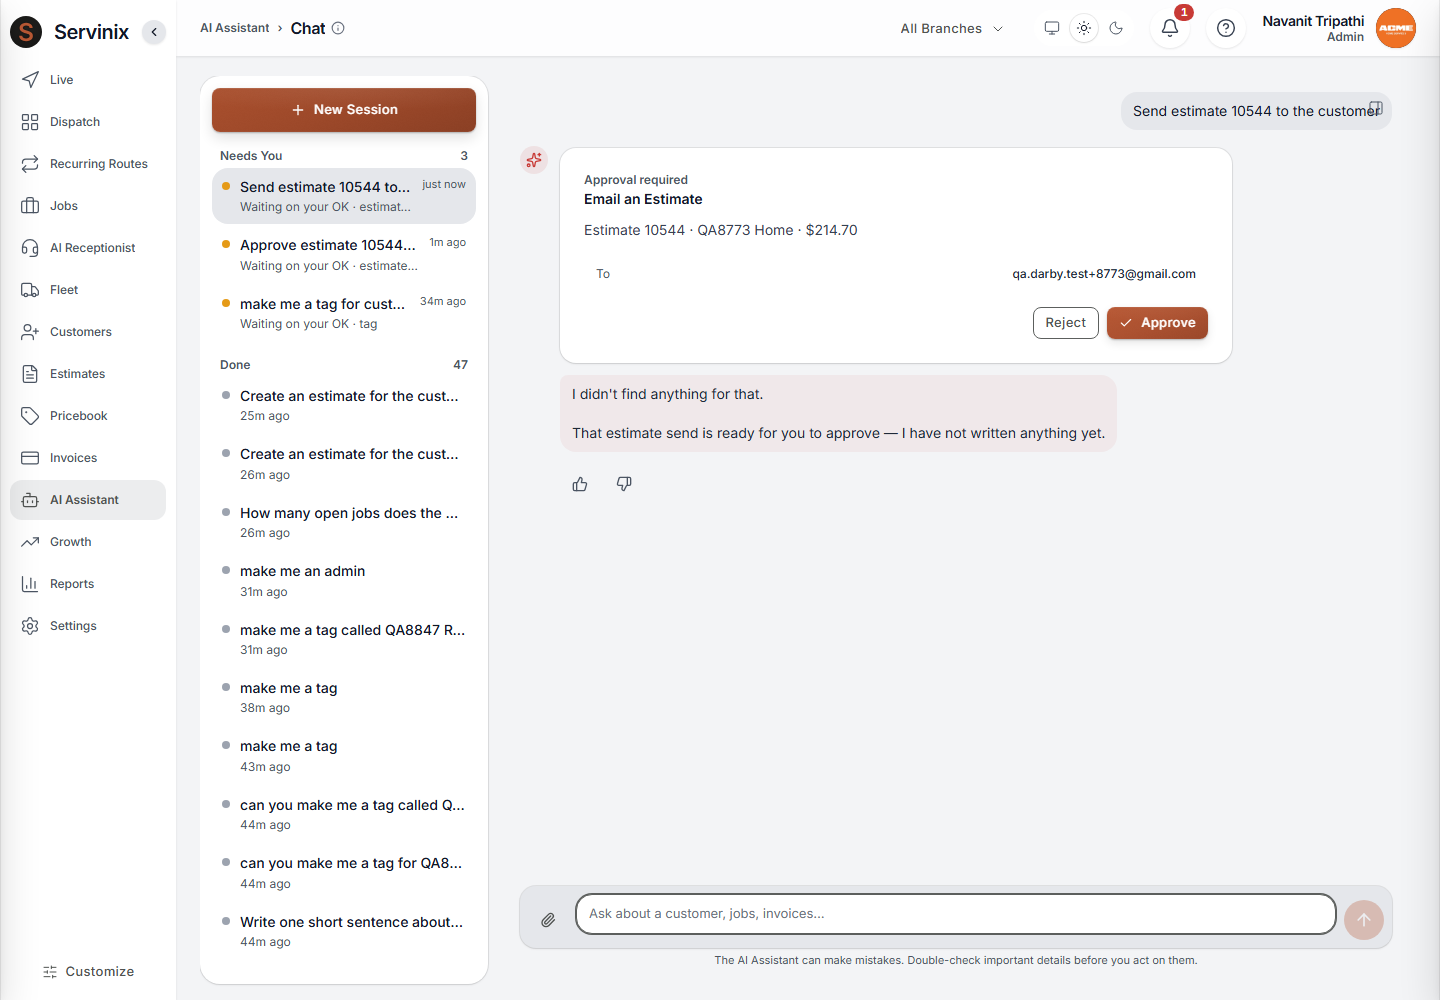 S
Servinix
AI Assistant › Chat
All Branches
1
Navanit Tripathi
Admin
ACME
Live
Dispatch
Recurring Routes
Jobs
AI Receptionist
Fleet
Customers
Estimates
Pricebook
Invoices
AI Assistant
Growth
Reports
Settings
Customize
+ New Session
Needs You 3
Send estimate 10544 to... just now
Waiting on your OK · estimat...
Approve estimate 10544... 1m ago
Waiting on your OK · estimate...
make me a tag for cust... 34m ago
Waiting on your OK · tag
Done 47
Create an estimate for the cust...
25m ago
Create an estimate for the cust...
26m ago
How many open jobs does the ...
26m ago
make me an admin
31m ago
make me a tag called QA8847 R...
31m ago
make me a tag
38m ago
make me a tag
43m ago
can you make me a tag called Q...
44m ago
can you make me a tag for QA8...
44m ago
Write one short sentence about...
44m ago
Send estimate 10544 to the customer
Approval required
Email an Estimate
Estimate 10544 · QA8773 Home · $214.70
To qa.darby.test+8773@gmail.com
Reject Approve
I didn't find anything for that.
That estimate send is ready for you to approve — I have not written anything yet.
Ask about a customer, jobs, invoices...
The AI Assistant can make mistakes. Double-check important details before you act on them.